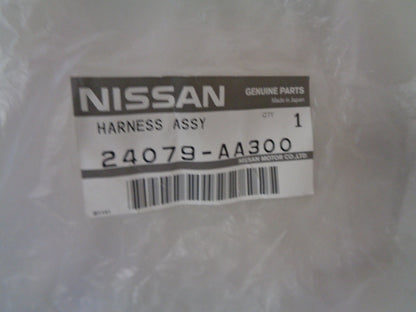 NISSAN GENUINE PARTS
Made in Japan
HARNESS ASSY QTY 1
24079-AA300
NISSAN MOTOR CO.,LTD.